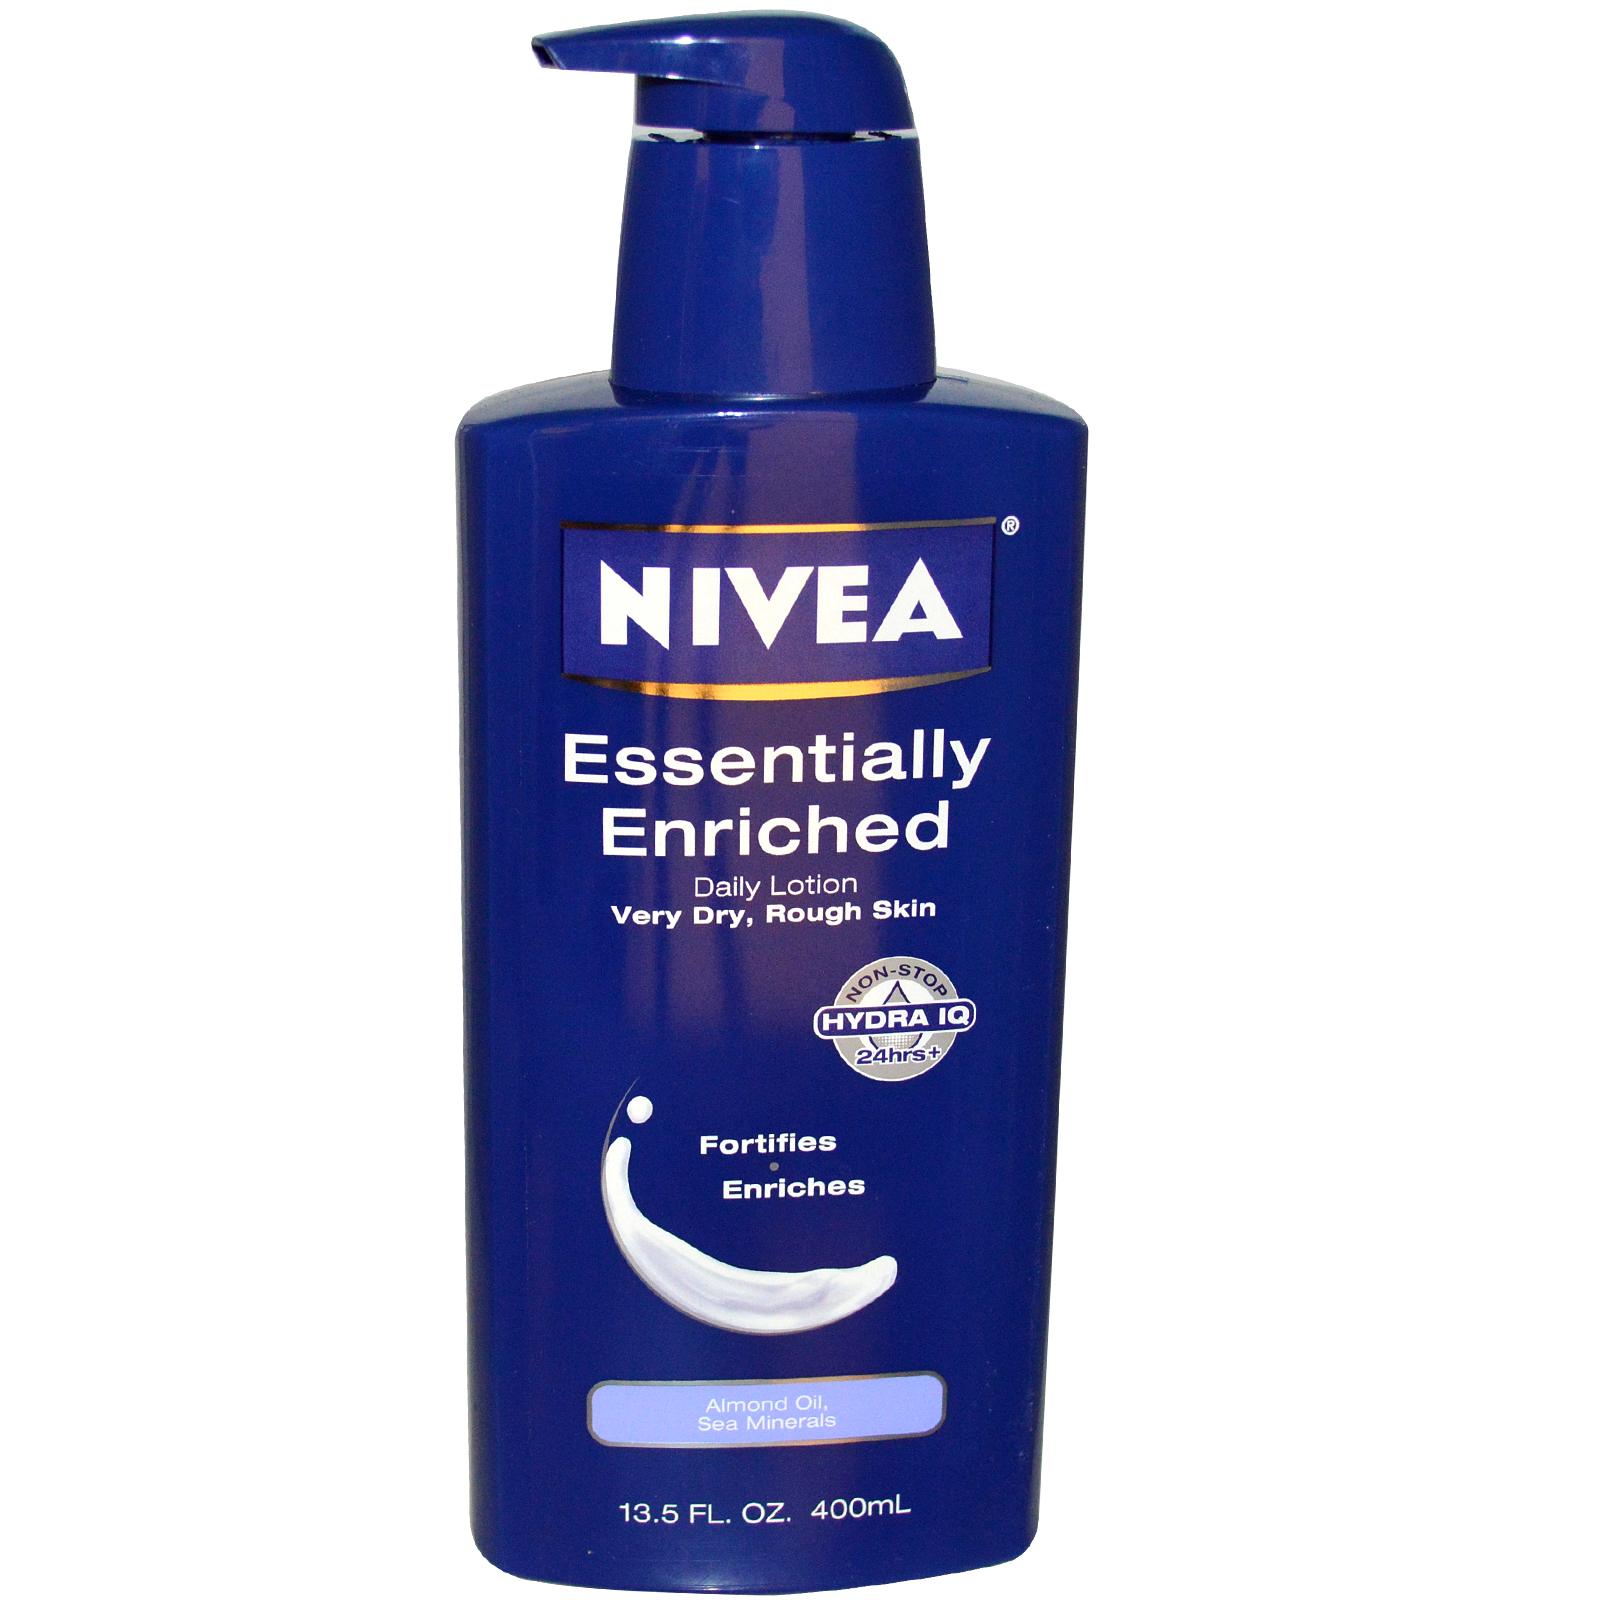 NIVEA®
Essentially
Enriched
Daily Lotion
Very Dry, Rough Skin
NON-STOP
HYDRA IQ
24hrs+
Fortifies
Enriches
Almond Oil,
Sea Minerals
13.5 FL. OZ. 400mL